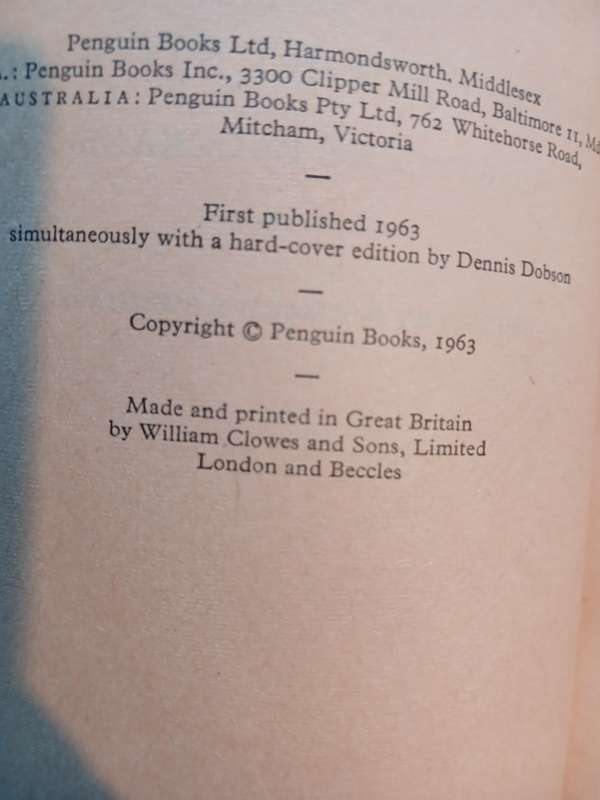 Penguin Books Ltd, Harmondsworth, Middlesex
.: Penguin Books Inc., 3300 Clipper Mill Road, Baltimore 11, Md
AUSTRALIA: Penguin Books Pty Ltd, 762 Whitehorse Road,
Mitcham, Victoria
—
First published 1963
simultaneously with a hard-cover edition by Dennis Dobson
—
Copyright © Penguin Books, 1963
—
Made and printed in Great Britain
by William Clowes and Sons, Limited
London and Beccles